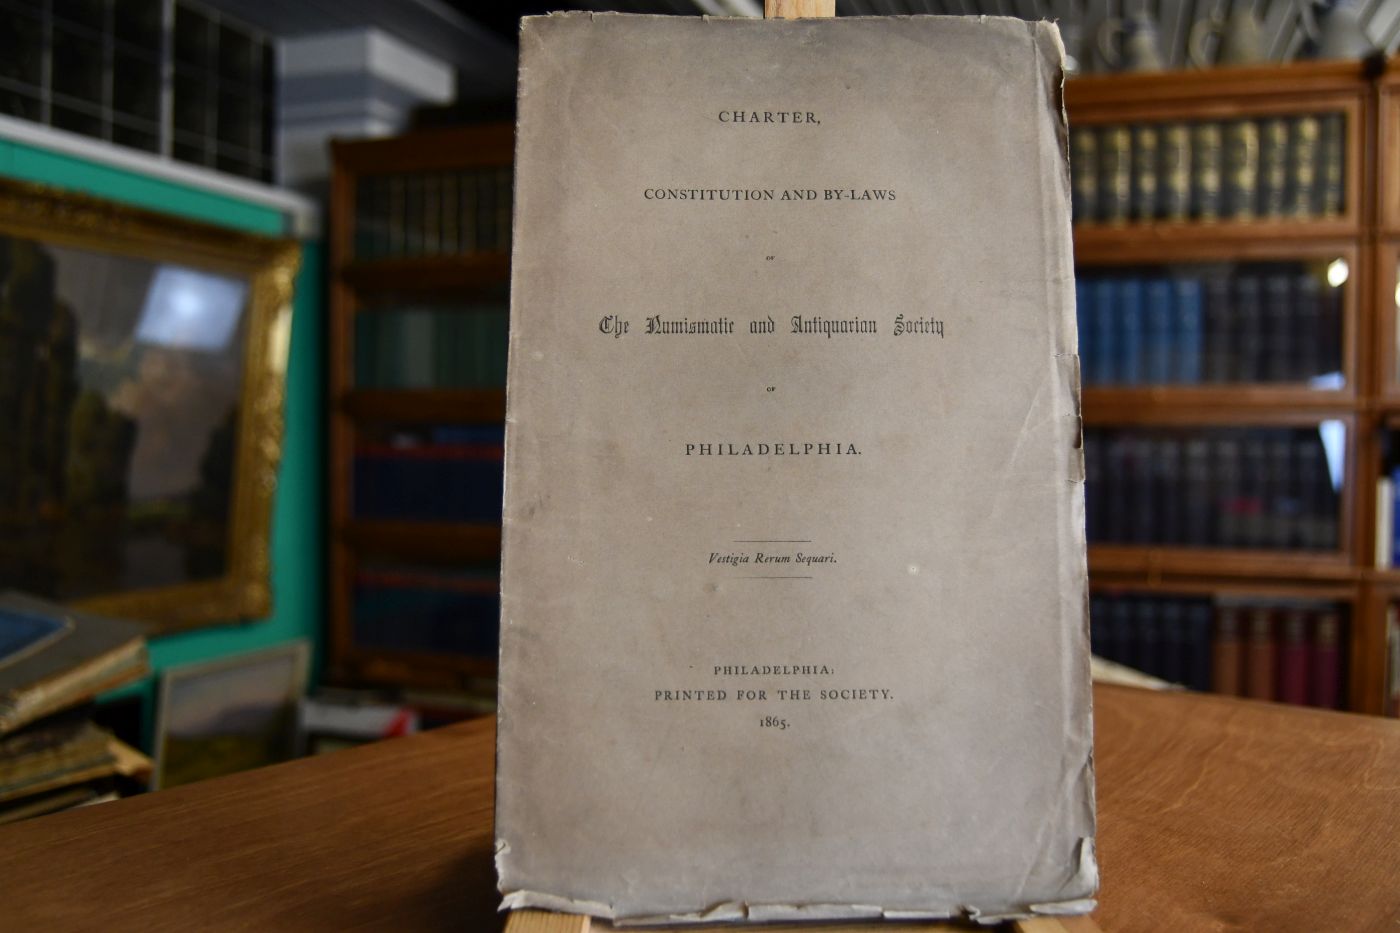 CHARTER,
CONSTITUTION AND BY-LAWS
OF
The Numismatic and Antiquarian Society
OF
PHILADELPHIA.
Vestigia Rerum Sequari.
PHILADELPHIA:
PRINTED FOR THE SOCIETY.
1865.